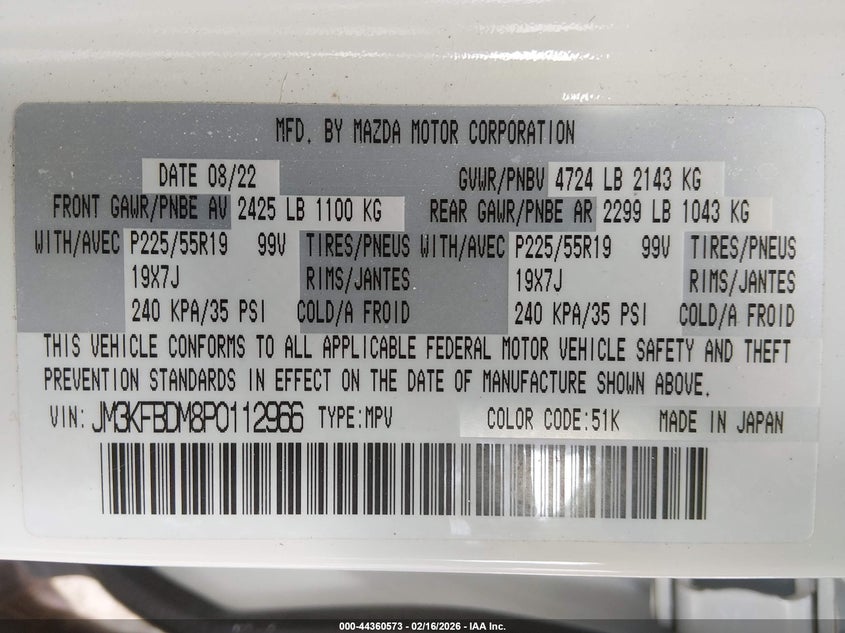 MFD. BY MAZDA MOTOR CORPORATION
DATE 08/22 GVWR/PNBV 4724 LB 2143 KG
FRONT GAWR/PNBE AV 2425 LB 1100 KG REAR GAWR/PNBE AR 2299 LB 1043 KG
WITH/AVEC P225/55R19 99V TIRES/PNEUS WITH/AVEC P225/55R19 99V TIRES/PNEUS
19X7J RIMS/JANTES 19X7J RIMS/JANTES
240 KPA/35 PSI COLD/A FROID 240 KPA/35 PSI COLD/A FROID
THIS VEHICLE CONFORMS TO ALL APPLICABLE FEDERAL MOTOR VEHICLE SAFETY AND THEFT
PREVENTION STANDARDS IN EFFECT ON THE DATE OF MANUFACTURE SHOWN ABOVE.
VIN: JM3KFBDM8P0112966 TYPE:MPV COLOR CODE:51K MADE IN JAPAN
000-44360573 - 02/16/2026 - IAA Inc.